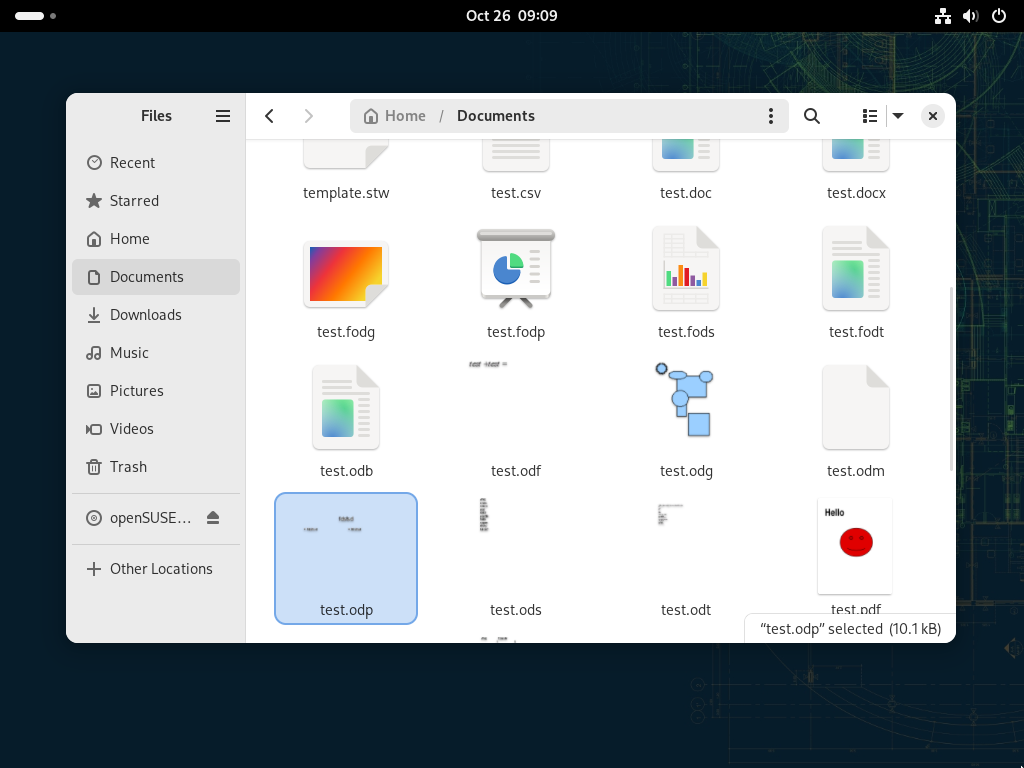 Oct 26 09:09
Files
Home / Documents
Recent
Starred
Home
Documents
Downloads
Music
Pictures
Videos
Trash
openSUSE…
Other Locations
template.stw
test.csv
test.doc
test.docx
test.fodg
test.fodp
test.fods
test.fodt
test.odb
test.odf
test.odg
test.odm
Hello
test.odp
test.ods
test.odt
test.pdf
“test.odp” selected (10.1 kB)